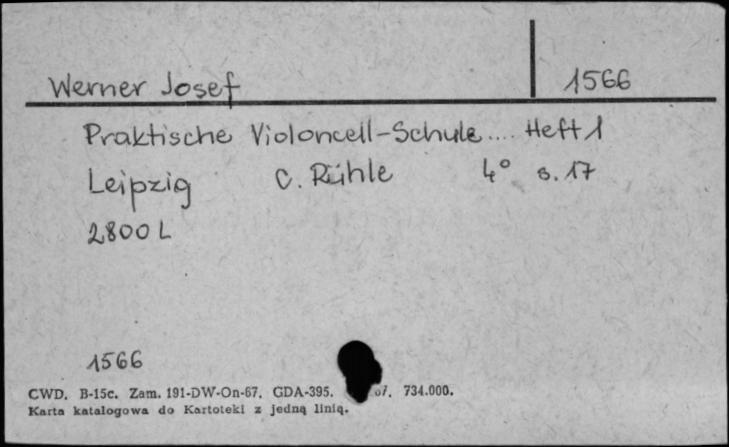 Werner Josef 1566
Praktische Violoncell-Schule .... Heft 1
Leipzig C. Rühle 4° s. 17
2800 L
1566
CWD. B-15c. Zam. 191-DW-On-67. GDA-395. 67. 734.000.
Karta katalogowa do Kartoteki z jedną linią.